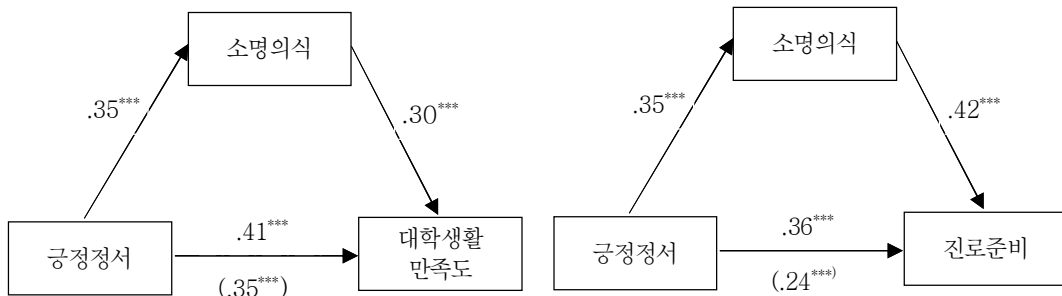 소명의식
.35***
.30***
긍정정서
.41***
(.35***)
대학생활
만족도
소명의식
.35***
.42***
긍정정서
.36***
(.24***)
진로준비